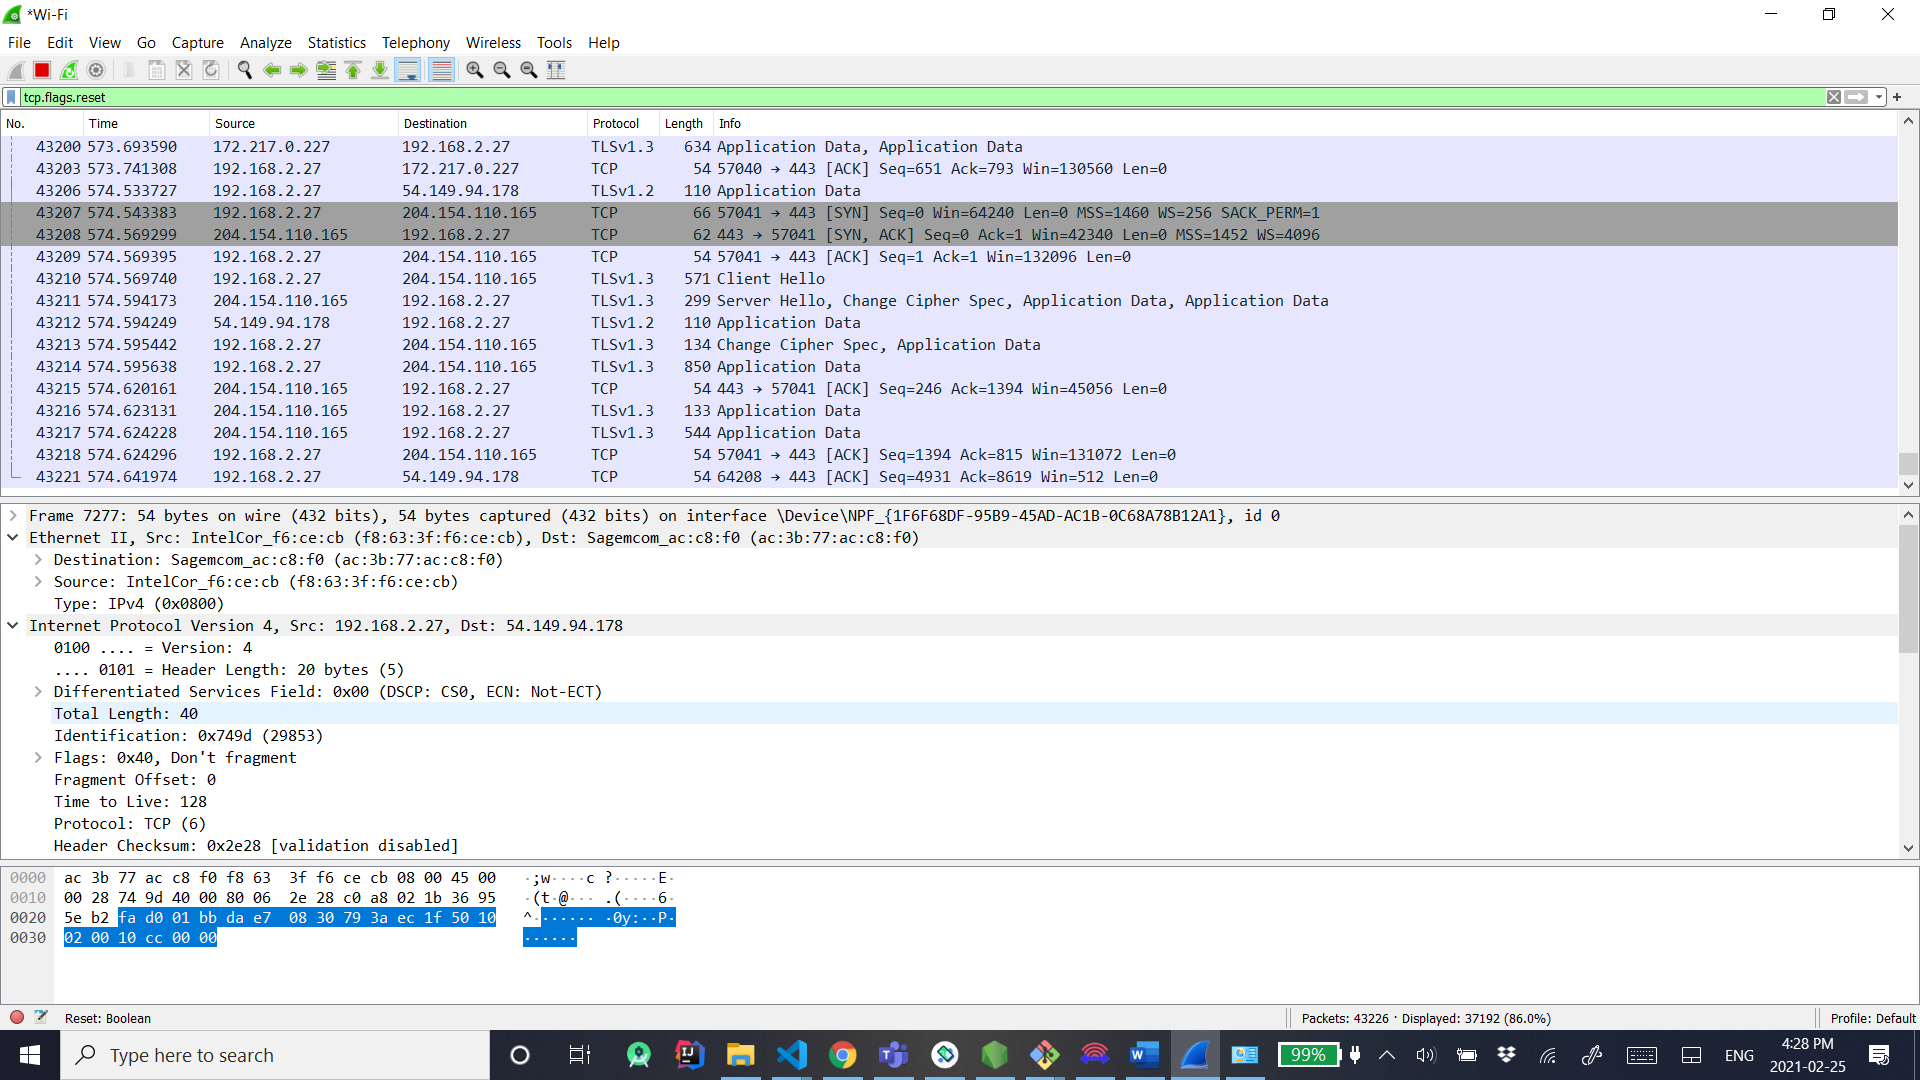 *Wi-Fi
File Edit View Go Capture Analyze Statistics Telephony Wireless Tools Help
tcp.flags.reset
No. Time Source Destination Protocol Length Info
43200 573.693590 172.217.0.227 192.168.2.27 TLSv1.3 634 Application Data, Application Data
43203 573.741308 192.168.2.27 172.217.0.227 TCP 54 57040 → 443 [ACK] Seq=651 Ack=793 Win=130560 Len=0
43206 574.533727 192.168.2.27 54.149.94.178 TLSv1.2 110 Application Data
43207 574.543383 192.168.2.27 204.154.110.165 TCP 66 57041 → 443 [SYN] Seq=0 Win=64240 Len=0 MSS=1460 WS=256 SACK_PERM=1
43208 574.569299 204.154.110.165 192.168.2.27 TCP 62 443 → 57041 [SYN, ACK] Seq=0 Ack=1 Win=42340 Len=0 MSS=1452 WS=4096
43209 574.569395 192.168.2.27 204.154.110.165 TCP 54 57041 → 443 [ACK] Seq=1 Ack=1 Win=132096 Len=0
43210 574.569740 192.168.2.27 204.154.110.165 TLSv1.3 571 Client Hello
43211 574.594173 204.154.110.165 192.168.2.27 TLSv1.3 299 Server Hello, Change Cipher Spec, Application Data, Application Data
43212 574.594249 54.149.94.178 192.168.2.27 TLSv1.2 110 Application Data
43213 574.595442 192.168.2.27 204.154.110.165 TLSv1.3 134 Change Cipher Spec, Application Data
43214 574.595638 192.168.2.27 204.154.110.165 TLSv1.3 850 Application Data
43215 574.620161 204.154.110.165 192.168.2.27 TCP 54 443 → 57041 [ACK] Seq=246 Ack=1394 Win=45056 Len=0
43216 574.623131 204.154.110.165 192.168.2.27 TLSv1.3 133 Application Data
43217 574.624228 204.154.110.165 192.168.2.27 TLSv1.3 544 Application Data
43218 574.624296 192.168.2.27 204.154.110.165 TCP 54 57041 → 443 [ACK] Seq=1394 Ack=815 Win=131072 Len=0
43221 574.641974 192.168.2.27 54.149.94.178 TCP 54 64208 → 443 [ACK] Seq=4931 Ack=8619 Win=512 Len=0
Frame 7277: 54 bytes on wire (432 bits), 54 bytes captured (432 bits) on interface \Device\NPF_{1F6F68DF-95B9-45AD-AC1B-0C68A78B12A1}, id 0
Ethernet II, Src: IntelCor_f6:ce:cb (f8:63:3f:f6:ce:cb), Dst: Sagemcom_ac:c8:f0 (ac:3b:77:ac:c8:f0)
Destination: Sagemcom_ac:c8:f0 (ac:3b:77:ac:c8:f0)
Source: IntelCor_f6:ce:cb (f8:63:3f:f6:ce:cb)
Type: IPv4 (0x0800)
Internet Protocol Version 4, Src: 192.168.2.27, Dst: 54.149.94.178
0100 .... = Version: 4
.... 0101 = Header Length: 20 bytes (5)
Differentiated Services Field: 0x00 (DSCP: CS0, ECN: Not-ECT)
Total Length: 40
Identification: 0x749d (29853)
Flags: 0x40, Don't fragment
Fragment Offset: 0
Time to Live: 128
Protocol: TCP (6)
Header Checksum: 0x2e28 [validation disabled]
0000 ac 3b 77 ac c8 f0 f8 63 3f f6 ce cb 08 00 45 00 ·;w····c ?·····E·
0010 00 28 74 9d 40 00 80 06 2e 28 c0 a8 02 1b 36 95 ·(t·@··· .(····6·
0020 5e b2 fa d0 01 bb da e7 08 30 79 3a ec 1f 50 10 ^······· ·0y:··P·
0030 02 00 10 cc 00 00 ······
Reset: Boolean Packets: 43226 · Displayed: 37192 (86.0%) Profile: Default
Type here to search 99% ENG 4:28 PM
2021-02-25